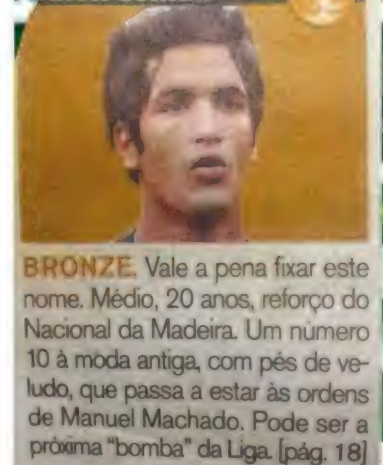 BRONZE. Vale a pena fixar este
nome. Médio, 20 anos, reforço do
Nacional da Madeira. Um número
10 à moda antiga, com pés de ve-
ludo, que passa a estar às ordens
de Manuel Machado. Pode ser a
próxima "bomba" da Liga. [pág. 18]